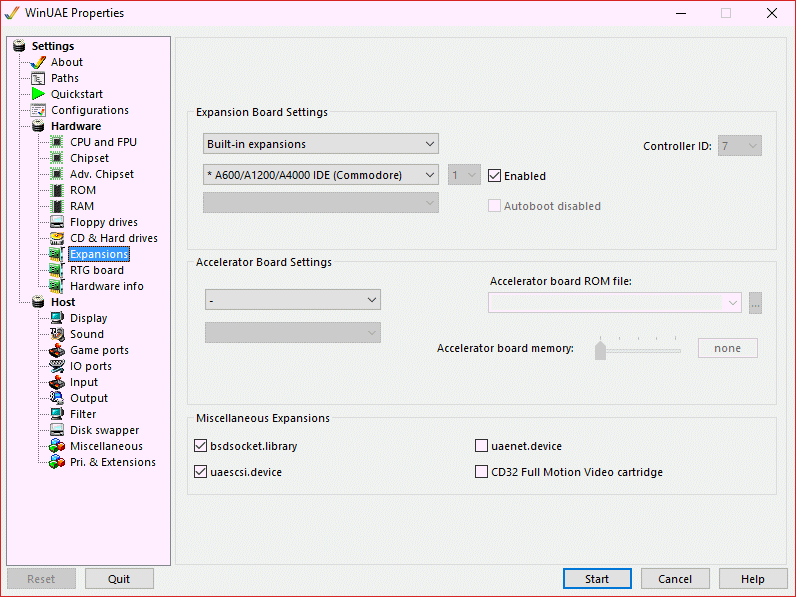 WinUAE Properties
Settings
About
Paths
Quickstart
Configurations
Hardware
CPU and FPU
Chipset
Adv. Chipset
ROM
RAM
Floppy drives
CD & Hard drives
Expansions
RTG board
Hardware info
Host
Display
Sound
Game ports
IO ports
Input
Output
Filter
Disk swapper
Miscellaneous
Pri. & Extensions
Expansion Board Settings
Built-in expansions
Controller ID: 7
* A600/A1200/A4000 IDE (Commodore) 1 Enabled
Autoboot disabled
Accelerator Board Settings
-
Accelerator board ROM file:
...
Accelerator board memory: none
Miscellaneous Expansions
bsdsocket.library
uaenet.device
uaescsi.device
CD32 Full Motion Video cartridge
Reset Quit Start Cancel Help